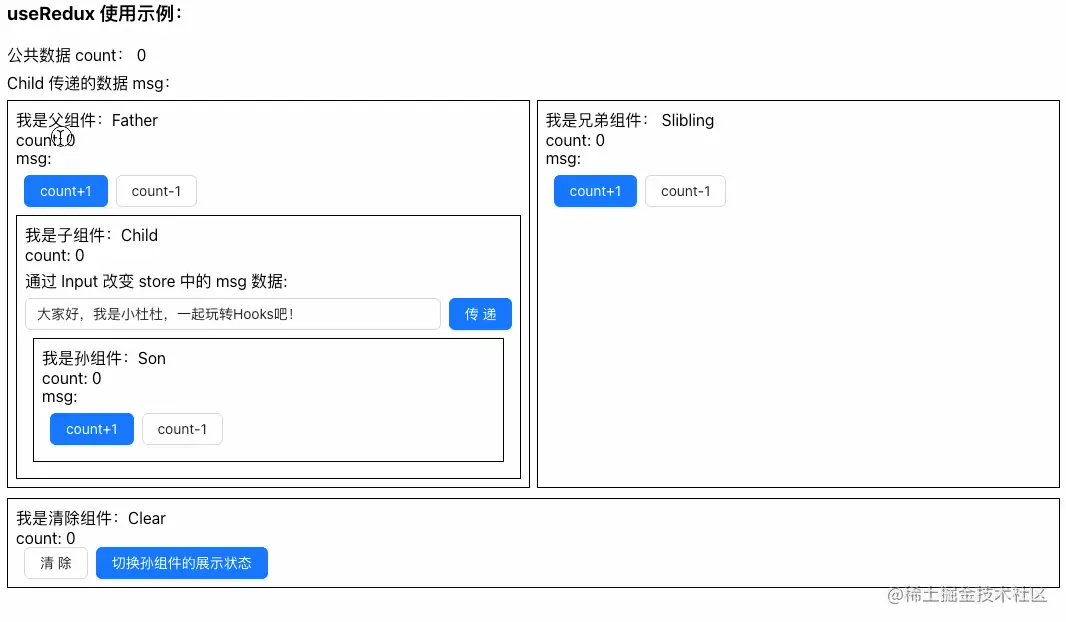 useRedux 使用示例：
公共数据 count： 0
Child 传递的数据 msg：
我是父组件：Father
count: 0
msg:
count+1 count-1
我是子组件：Child
count: 0
通过 Input 改变 store 中的 msg 数据:
大家好，我是小杜杜，一起玩转Hooks吧！
传 递
我是孙组件：Son
count: 0
msg:
count+1 count-1
我是兄弟组件： Slibling
count: 0
msg:
count+1 count-1
我是清除组件：Clear
count: 0
清 除 切换孙组件的展示状态
@稀土掘金技术社区